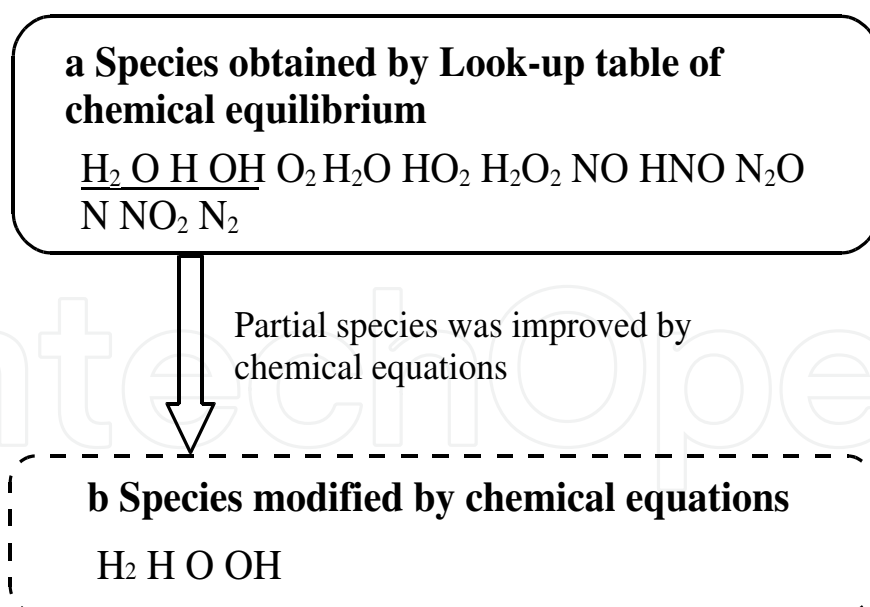 a Species obtained by Look-up table of
chemical equilibrium
H₂ O H OH O₂ H₂O HO₂ H₂O₂ NO HNO N₂O
N NO₂ N₂
Partial species was improved by
chemical equations
ntechOpe
b Species modified by chemical equations
H₂ H O OH